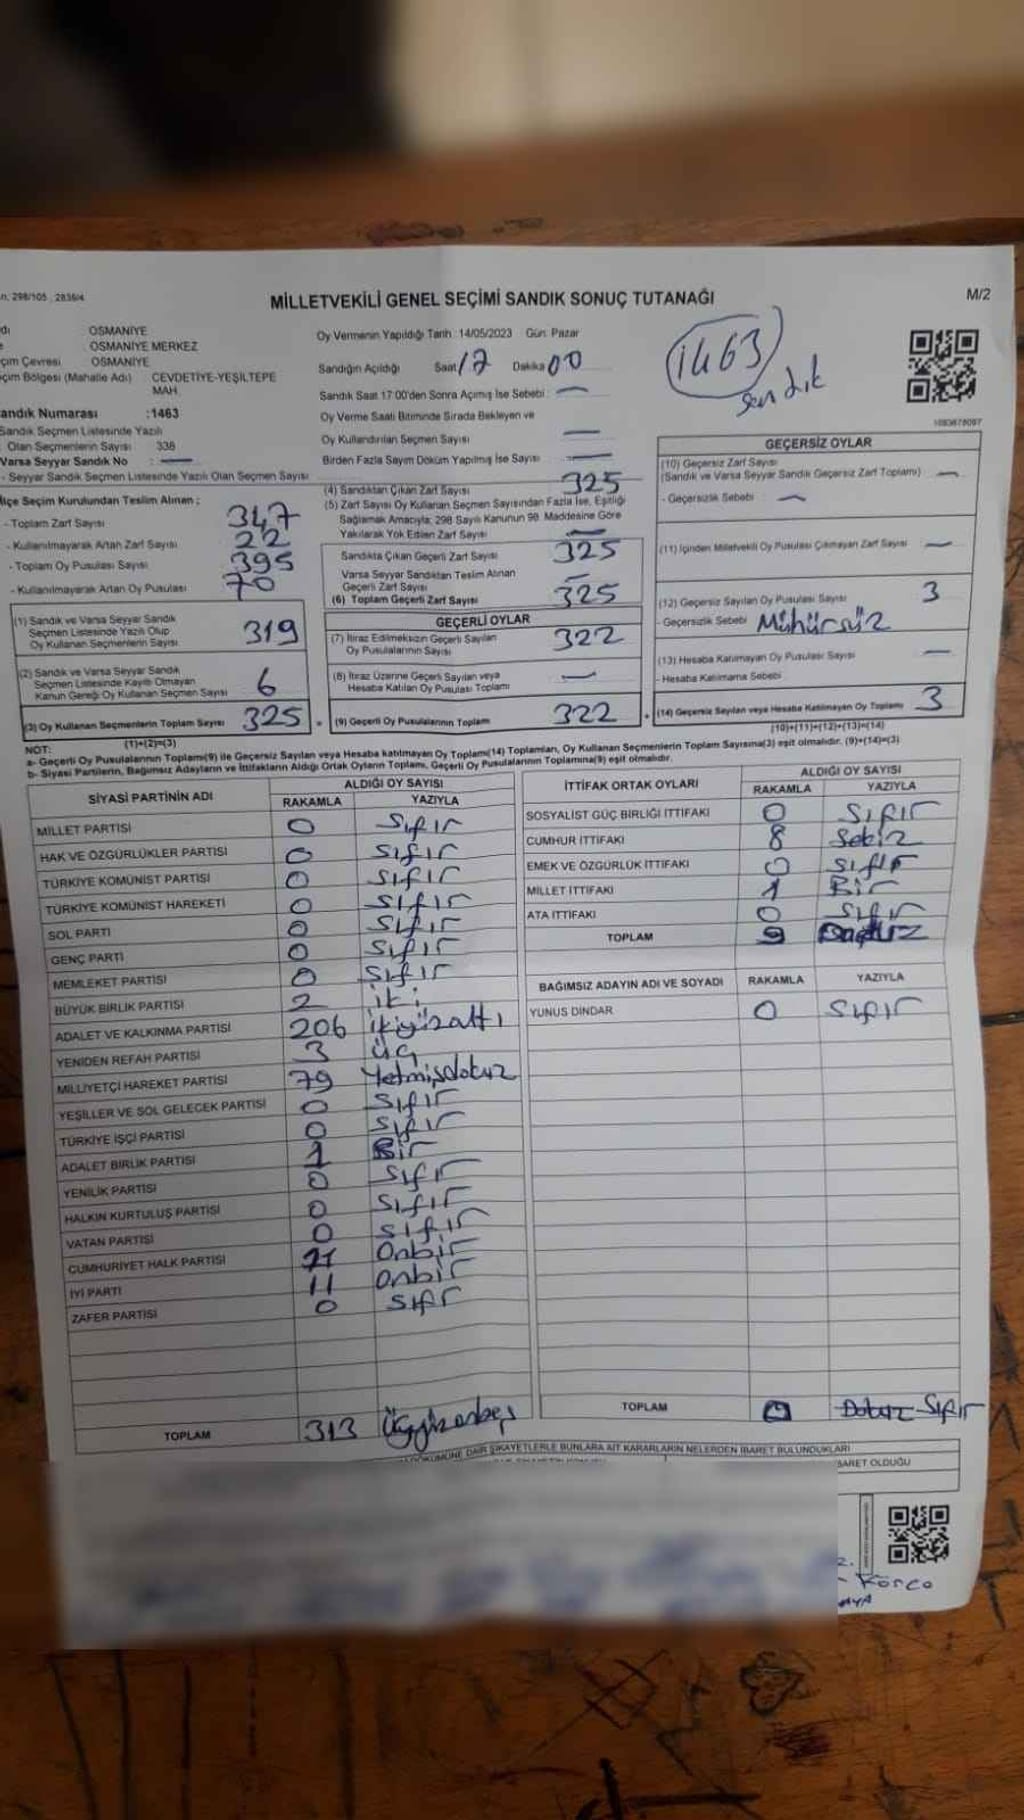 298/105 , 2839/4
MİLLETVEKİLİ GENEL SEÇİMİ SANDIK SONUÇ TUTANAĞI
M/2
OSMANİYE
OSMANİYE MERKEZ
çim Çevresi : OSMANİYE
çim Bölgesi (Mahalle Adı) CEVDETİYE-YEŞİLTEPE MAH.
andık Numarası :1463
Sandık Seçmen Listesinde Yazılı
Olan Seçmenlerin Sayısı 338
Varsa Seyyar Sandık No : —
- Seyyar Sandık Seçmen Listesinde Yazılı Olan Seçmen Sayısı
Oy Vermenin Yapıldığı Tarih :14/05/2023 Gün: Pazar
Sandığın Açıldığı Saat 17 Dakika 00
Sandık Saat 17:00'den Sonra Açımış İse Sebebi: —
Oy Verme Saati Bitiminde Sırada Bekleyen ve
Oy Kullandırılan Seçmen Sayısı —
Birden Fazla Sayım Döküm Yapılmış İse Sayısı —
1463
Sandık
İlçe Seçim Kurulundan Teslim Alınan ;
- Toplam Zarf Sayısı 347
- Kullanılmayarak Artan Zarf Sayısı 22
- Toplam Oy Pusulası Sayısı 395
- Kullanılmayarak Artan Oy Pusulası 70
(1) Sandık ve Varsa Seyyar Sandık
Seçmen Listesinde Yazılı Olup
Oy Kullanan Seçmenlerin Sayısı 319
(2) Sandık ve Varsa Seyyar Sandık
Seçmen Listesinde Kayıtlı Olmayan
Kanun Gereği Oy Kullanan Seçmen Sayısı 6
(3) Oy Kullanan Seçmenlerin Toplam Sayısı 325 =
(1)+(2)=(3)
(4) Sandıktan Çıkan Zarf Sayısı 325
(5) Zarf Sayısı Oy Kullanan Seçmen Sayısından Fazla İse, Eşitliği
Sağlamak Amacıyla; 298 Sayılı Kanunun 98. Maddesine Göre
Yakılarak Yok Edilen Zarf Sayısı —
Sandıkta Çıkan Geçerli Zarf Sayısı 325
Varsa Seyyar Sandıktan Teslim Alınan
Geçerli Zarf Sayısı —
(6) Toplam Geçerli Zarf Sayısı 325
GEÇERLİ OYLAR
(7) İtiraz Edilmeksizin Geçerli Sayılan
Oy Pusulalarının Sayısı 322
(8) İtiraz Üzerine Geçerli Sayılan veya
Hesaba Katılan Oy Pusulası Toplamı —
(9) Geçerli Oy Pusulalarının Toplamı 322 +
GEÇERSİZ OYLAR
(10) Geçersiz Zarf Sayısı
(Sandık ve Varsa Seyyar Sandık Geçersiz Zarf Toplamı) —
- Geçersizlik Sebebi —
(11) İçinden Milletvekili Oy Pusulası Çıkmayan Zarf Sayısı —
(12) Geçersiz Sayılan Oy Pusulası Sayısı 3
- Geçersizlik Sebebi Mühürsüz
(13) Hesaba Katılmayan Oy Pusulası Sayısı —
- Hesaba Katılmama Sebebi
(14) Geçersiz Sayılan veya Hesaba Katılmayan Oy Toplamı 3
(10)+(11)+(12)+(13)=(14)
NOT:
a- Geçerli Oy Pusulalarının Toplamı(9) ile Geçersiz Sayılan veya Hesaba katılmayan Oy Toplamı(14) Toplamları, Oy Kullanan Seçmenlerin Toplam Sayısına(3) eşit olmalıdır. (9)+(14)=(3)
b- Siyasi Partilerin, Bağımsız Adayların ve İttifakların Aldığı Ortak Oyların Toplamı, Geçerli Oy Pusulalarının Toplamına(9) eşit olmalıdır.
SİYASİ PARTİNİN ADI ALDIĞI OY SAYISI
RAKAMLA YAZIYLA
MİLLET PARTİSİ 0 Sıfır
HAK VE ÖZGÜRLÜKLER PARTİSİ 0 Sıfır
TÜRKİYE KOMÜNİST PARTİSİ 0 Sıfır
TÜRKİYE KOMÜNİST HAREKETİ 0 Sıfır
SOL PARTİ 0 Sıfır
GENÇ PARTİ 0 Sıfır
MEMLEKET PARTİSİ 0 Sıfır
BÜYÜK BİRLİK PARTİSİ 2 iki
ADALET VE KALKINMA PARTİSİ 206 ikiyüzaltı
YENİDEN REFAH PARTİSİ 3 üç
MİLLİYETÇİ HAREKET PARTİSİ 79 Yetmişdokuz
YEŞİLLER VE SOL GELECEK PARTİSİ 0 Sıfır
TÜRKİYE İŞÇİ PARTİSİ 0 Sıfır
ADALET BİRLİK PARTİSİ 1 Bir
YENİLİK PARTİSİ 0 Sıfır
HALKIN KURTULUŞ PARTİSİ 0 Sıfır
VATAN PARTİSİ 0 Sıfır
CUMHURİYET HALK PARTİSİ 11 Onbir
İYİ PARTİ 11 Onbir
ZAFER PARTİSİ 0 Sıfır
TOPLAM 313
İTTİFAK ORTAK OYLARI ALDIĞI OY SAYISI
RAKAMLA YAZIYLA
SOSYALİST GÜÇ BİRLİĞİ İTTİFAKI 0 Sıfır
CUMHUR İTTİFAKI 8 Sekiz
EMEK VE ÖZGÜRLÜK İTTİFAKI 0 Sıfır
MİLLET İTTİFAKI 1 Bir
ATA İTTİFAKI 0 Sıfır
TOPLAM 9 Dokuz
BAĞIMSIZ ADAYIN ADI VE SOYADI RAKAMLA YAZIYLA
YUNUS DİNDAR 0 Sıfır
TOPLAM 0 Dokuz Sıfır
DÖKÜMÜNE DAİR ŞİKAYETLERLE BUNLARA AİT KARARLARIN NELERDEN İBARET BULUNDUKLARI
BARET OLDUĞU